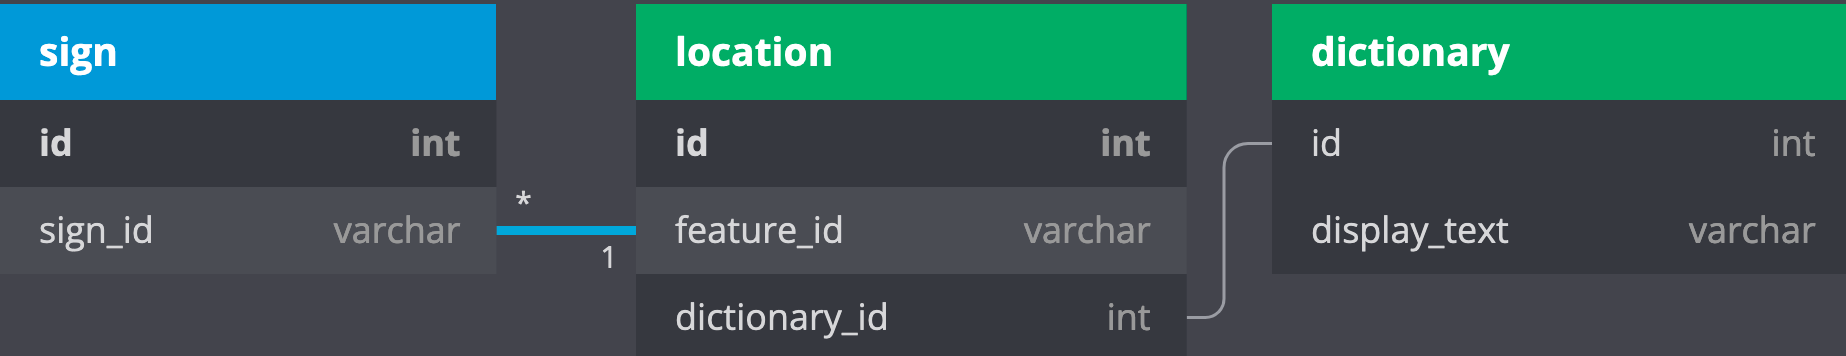 sign
id int
sign_id varchar
*
1
location
id int
feature_id varchar
dictionary_id int
dictionary
id int
display_text varchar